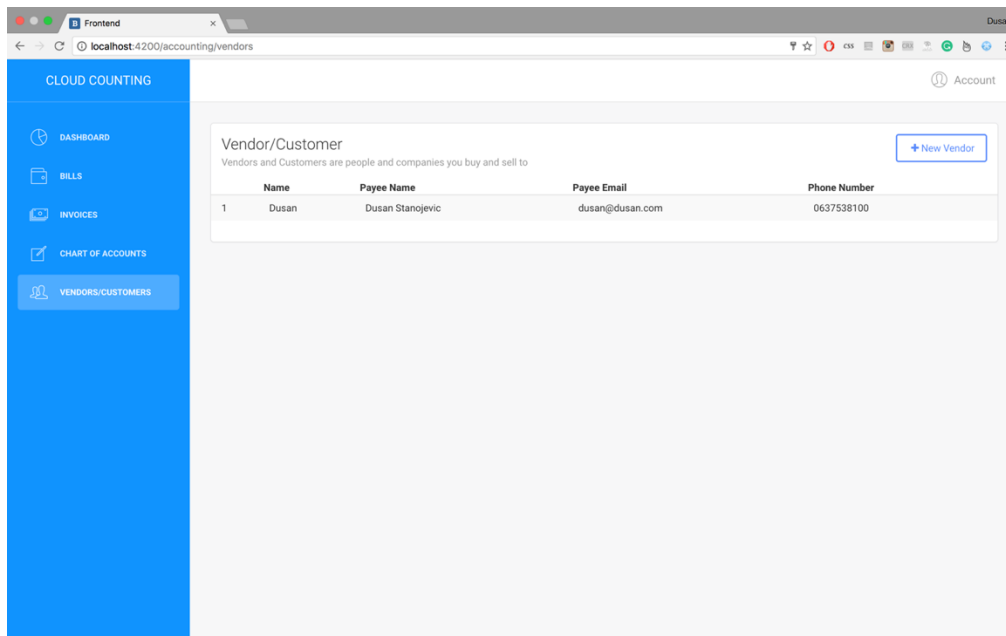 Frontend
Dusa
localhost:4200/accounting/vendors
css
CLOUD COUNTING
Account
DASHBOARD
BILLS
INVOICES
CHART OF ACCOUNTS
VENDORS/CUSTOMERS
Vendor/Customer
Vendors and Customers are people and companies you buy and sell to
+ New Vendor
Name Payee Name Payee Email Phone Number
1 Dusan Dusan Stanojevic dusan@dusan.com 0637538100